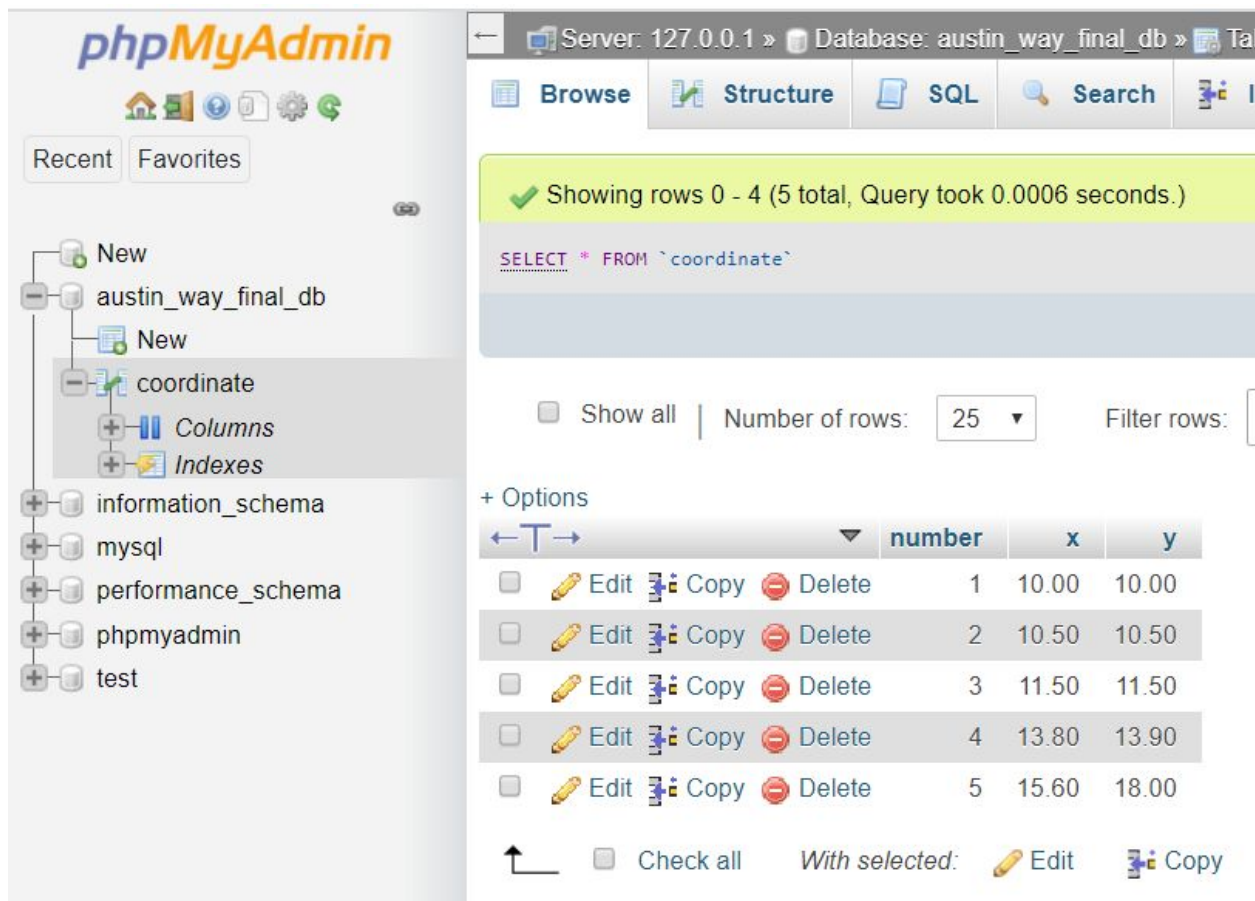 phpMyAdmin
Recent Favorites
New
austin_way_final_db
New
coordinate
Columns
Indexes
information_schema
mysql
performance_schema
phpmyadmin
test
Server: 127.0.0.1 » Database: austin_way_final_db »
Browse Structure SQL Search
Showing rows 0 - 4 (5 total, Query took 0.0006 seconds.)
SELECT * FROM `coordinate`
Show all | Number of rows: 25 Filter rows:
+ Options
number x y
Edit Copy Delete 1 10.00 10.00
Edit Copy Delete 2 10.50 10.50
Edit Copy Delete 3 11.50 11.50
Edit Copy Delete 4 13.80 13.90
Edit Copy Delete 5 15.60 18.00
Check all With selected: Edit Copy